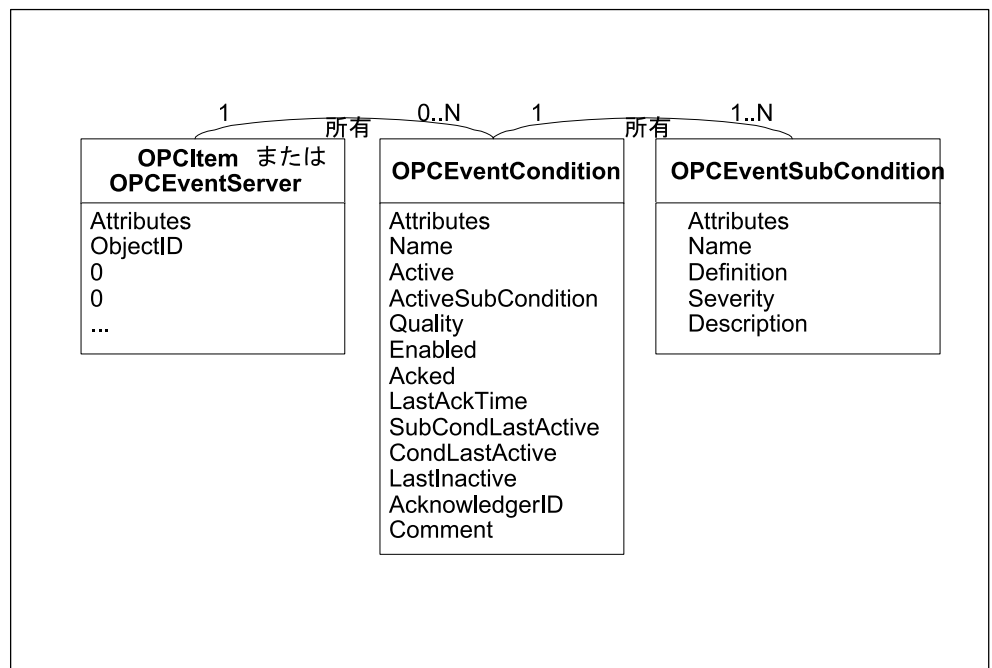 1 0..N 1 1..N
所有 所有
OPCItem または
OPCEventServer
Attributes
ObjectID
0
0
...
OPCEventCondition
Attributes
Name
Active
ActiveSubCondition
Quality
Enabled
Acked
LastAckTime
SubCondLastActive
CondLastActive
LastInactive
AcknowledgerID
Comment
OPCEventSubCondition
Attributes
Name
Definition
Severity
Description